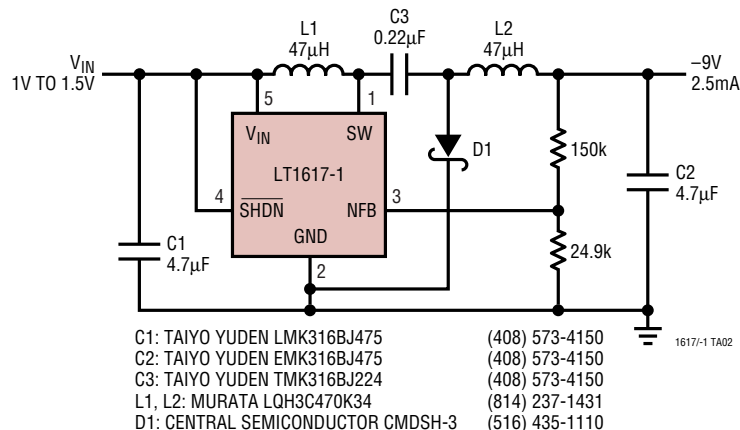 L1
47µH
C3
0.22µF
L2
47µH
VIN
1V TO 1.5V
–9V
2.5mA
5
1
VIN
SW
D1
150k
C2
4.7µF
LT1617-1
4
SHDN
NFB
3
GND
2
24.9k
C1
4.7µF
C1: TAIYO YUDEN LMK316BJ475 (408) 573-4150
C2: TAIYO YUDEN EMK316BJ475 (408) 573-4150
C3: TAIYO YUDEN TMK316BJ224 (408) 573-4150
L1, L2: MURATA LQH3C470K34 (814) 237-1431
D1: CENTRAL SEMICONDUCTOR CMDSH-3 (516) 435-1110
1617/-1 TA02